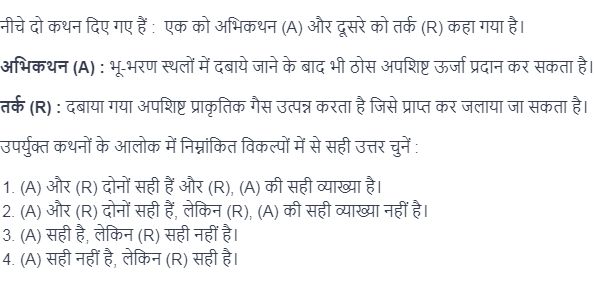 नीचे दो कथन दिए गए हैं : एक को अभिकथन (A) और दूसरे को तर्क (R) कहा गया है।
अभिकथन (A) : भू-भरण स्थलों में दबाये जाने के बाद भी ठोस अपशिष्ट ऊर्जा प्रदान कर सकता है।
तर्क (R) : दबाया गया अपशिष्ट प्राकृतिक गैस उत्पन्न करता है जिसे प्राप्त कर जलाया जा सकता है।
उपर्युक्त कथनों के आलोक में निम्नांकित विकल्पों में से सही उत्तर चुनें :
1. (A) और (R) दोनों सही हैं और (R), (A) की सही व्याख्या है।
2. (A) और (R) दोनों सही हैं, लेकिन (R), (A) की सही व्याख्या नहीं है।
3. (A) सही है, लेकिन (R) सही नहीं है।
4. (A) सही नहीं है, लेकिन (R) सही है।